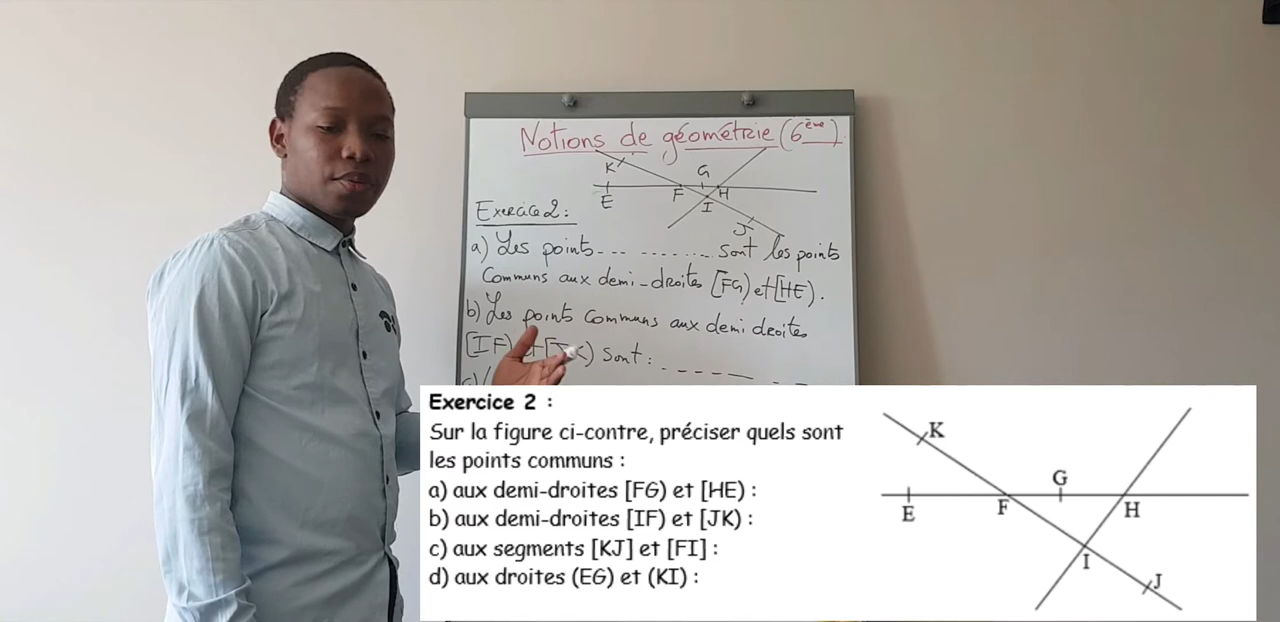 Notions de géométrie (6ème).
K G
E F H
I
J
Exercice 2 :
a) Les points - - - - - - - - - - - sont les points
Communs aux demi-droites [FG) et [HE).
b) Les points communs aux demi droites
[IF) et [JK) sont : - - - - - - - -
c)
Exercice 2 :
Sur la figure ci-contre, préciser quels sont
les points communs :
a) aux demi-droites [FG) et [HE) :
b) aux demi-droites [IF) et [JK) :
c) aux segments [KJ] et [FI] :
d) aux droites (EG) et (KI) :
K
G
E F H
I
J